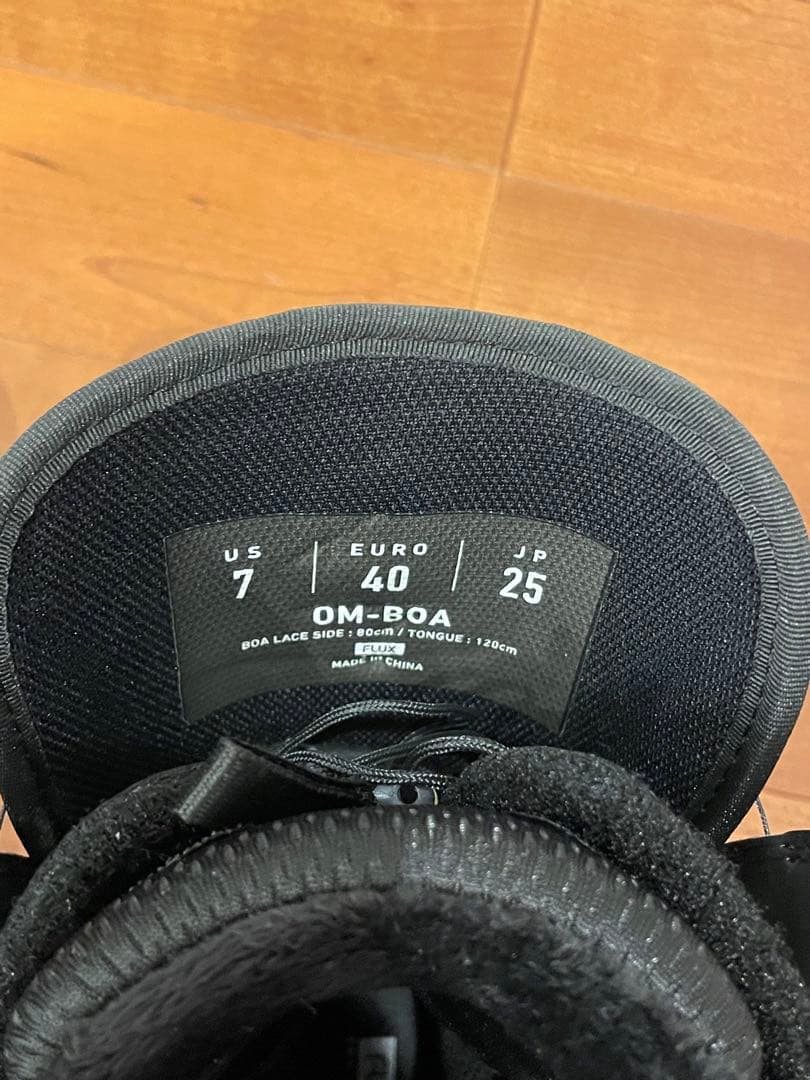 US | EURO | JP
7 | 40 | 25
OM-BOA
BOA LACE SIDE : 80cm / TONGUE : 120cm
FLUX
MADE IN CHINA